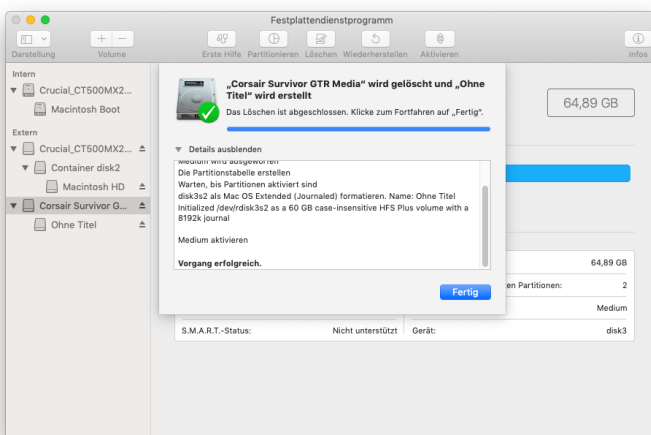 Festplattendienstprogramm
Darstellung Volume Erste Hilfe Partitionieren Löschen Wiederherstellen Aktivieren Infos
Intern
Crucial_CT500MX2...
Macintosh Boot
Extern
Crucial_CT500MX2...
Container disk2
Macintosh HD
Corsair Survivor G...
Ohne Titel
„Corsair Survivor GTR Media“ wird gelöscht und „Ohne
Titel“ wird erstellt
Das Löschen ist abgeschlossen. Klicke zum Fortfahren auf „Fertig“.
Details ausblenden
Medium wird ausgeworfen
Die Partitionstabelle erstellen
Warten, bis Partitionen aktiviert sind
disk3s2 als Mac OS Extended (Journaled) formatieren. Name: Ohne Titel
Initialized /dev/rdisk3s2 as a 60 GB case-insensitive HFS Plus volume with a
8192k journal
Medium aktivieren
Vorgang erfolgreich.
Fertig
64,89 GB
64,89 GB
en Partitionen: 2
Medium
S.M.A.R.T.-Status: Nicht unterstützt Gerät: disk3